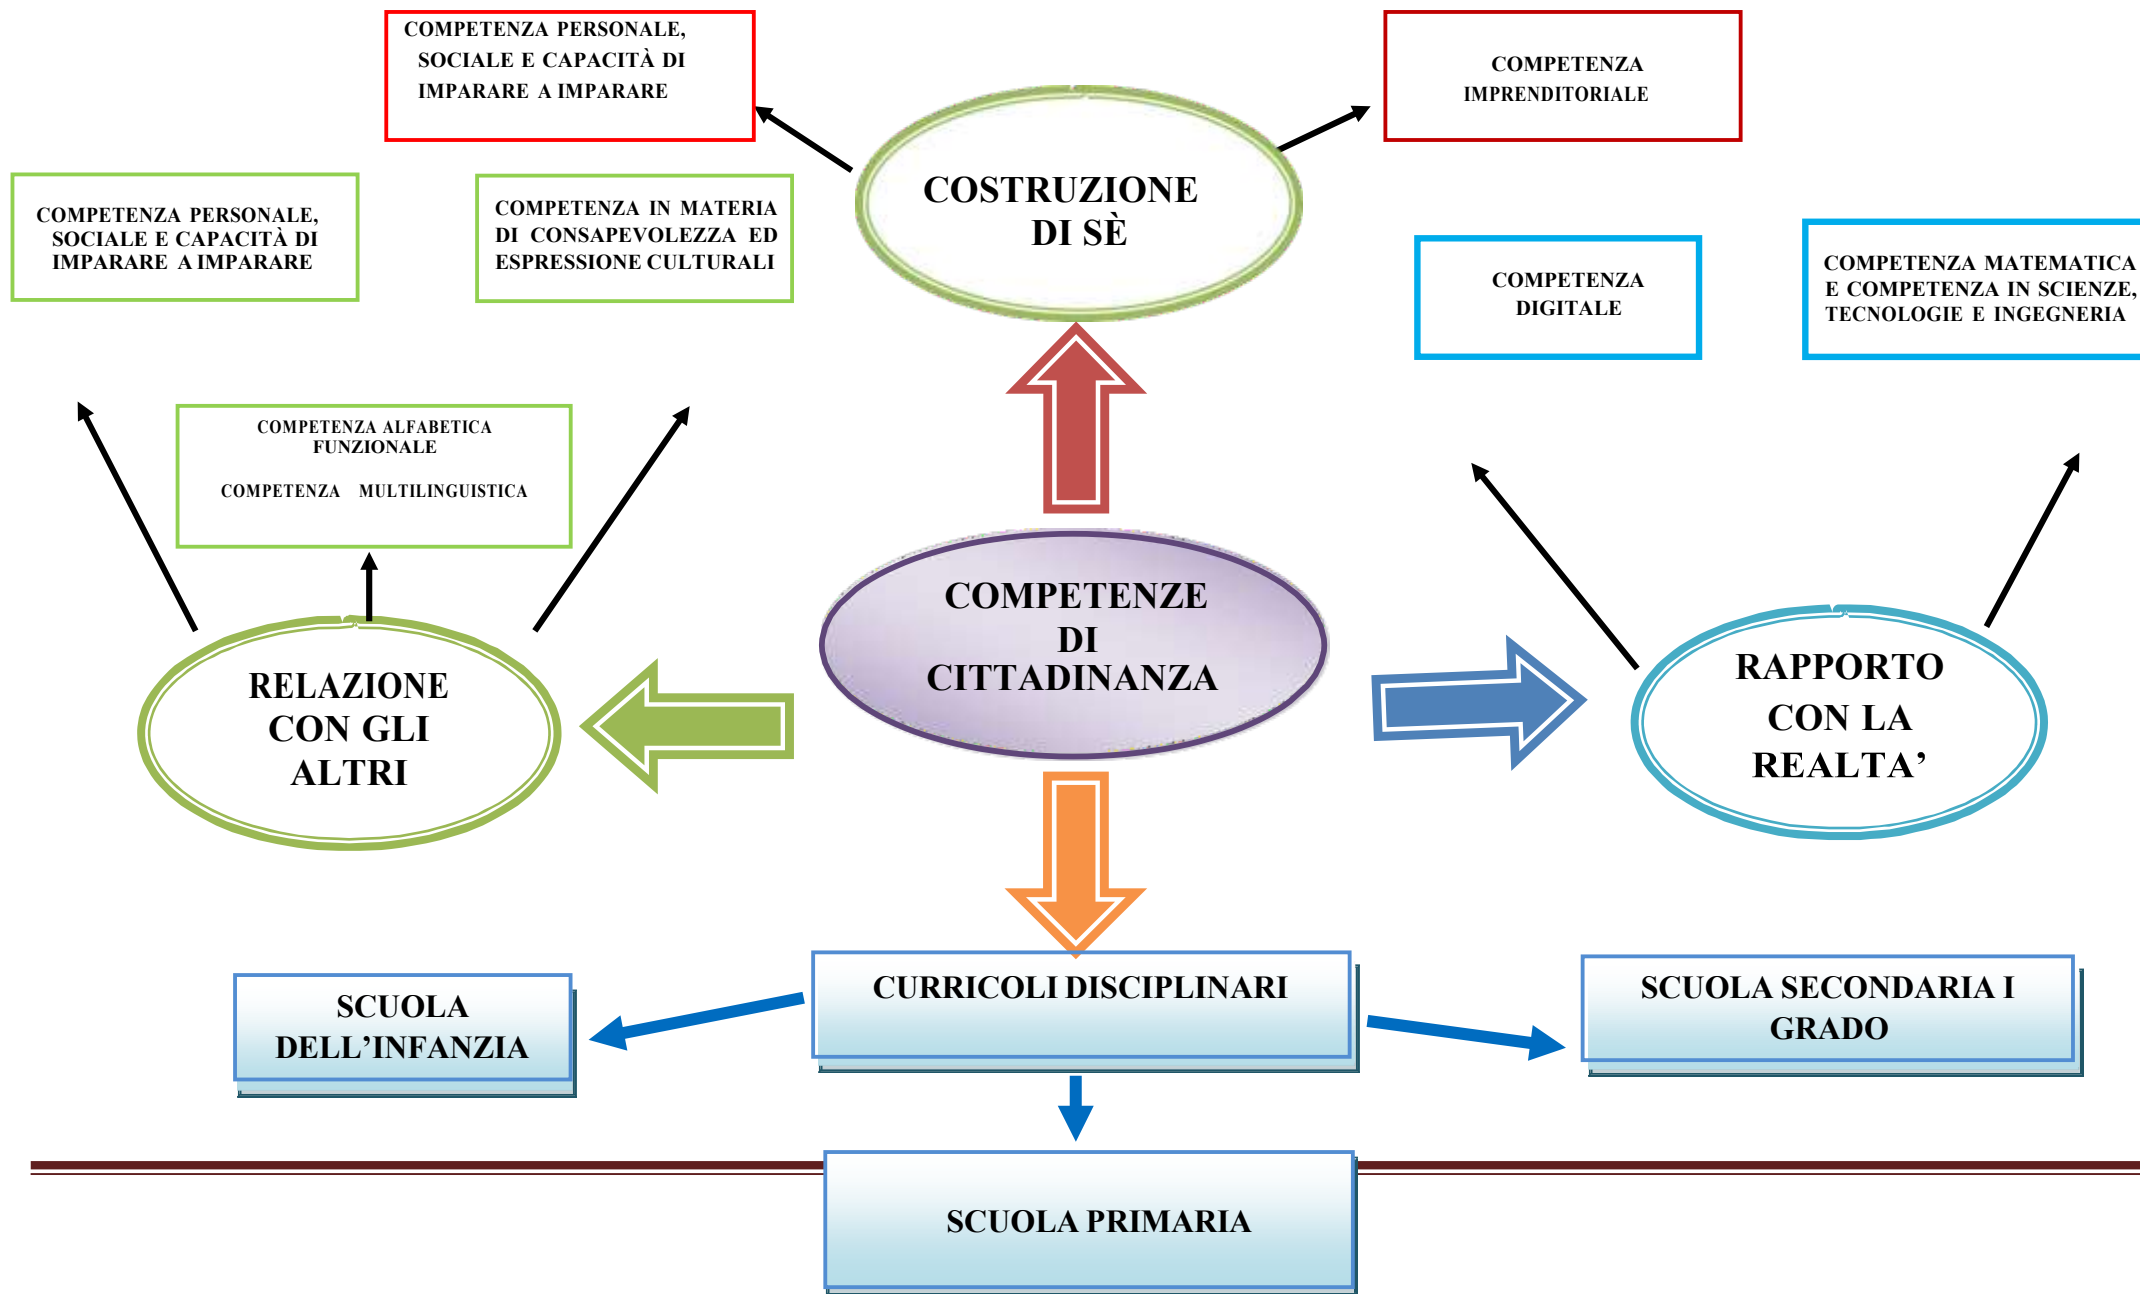 COMPETENZA PERSONALE,
SOCIALE E CAPACITÀ DI
IMPARARE A IMPARARE
COMPETENZA
IMPRENDITORIALE
COSTRUZIONE
DI SÈ
COMPETENZA PERSONALE,
SOCIALE E CAPACITÀ DI
IMPARARE A IMPARARE
COMPETENZA IN MATERIA
DI CONSAPEVOLEZZA ED
ESPRESSIONE CULTURALI
COMPETENZA
DIGITALE
COMPETENZA MATEMATICA
E COMPETENZA IN SCIENZE,
TECNOLOGIE E INGEGNERIA
COMPETENZA ALFABETICA
FUNZIONALE
COMPETENZA MULTILINGUISTICA
COMPETENZE
DI
CITTADINANZA
RELAZIONE
CON GLI
ALTRI
RAPPORTO
CON LA
REALTA’
CURRICOLI DISCIPLINARI
SCUOLA
DELL’INFANZIA
SCUOLA SECONDARIA I
GRADO
SCUOLA PRIMARIA